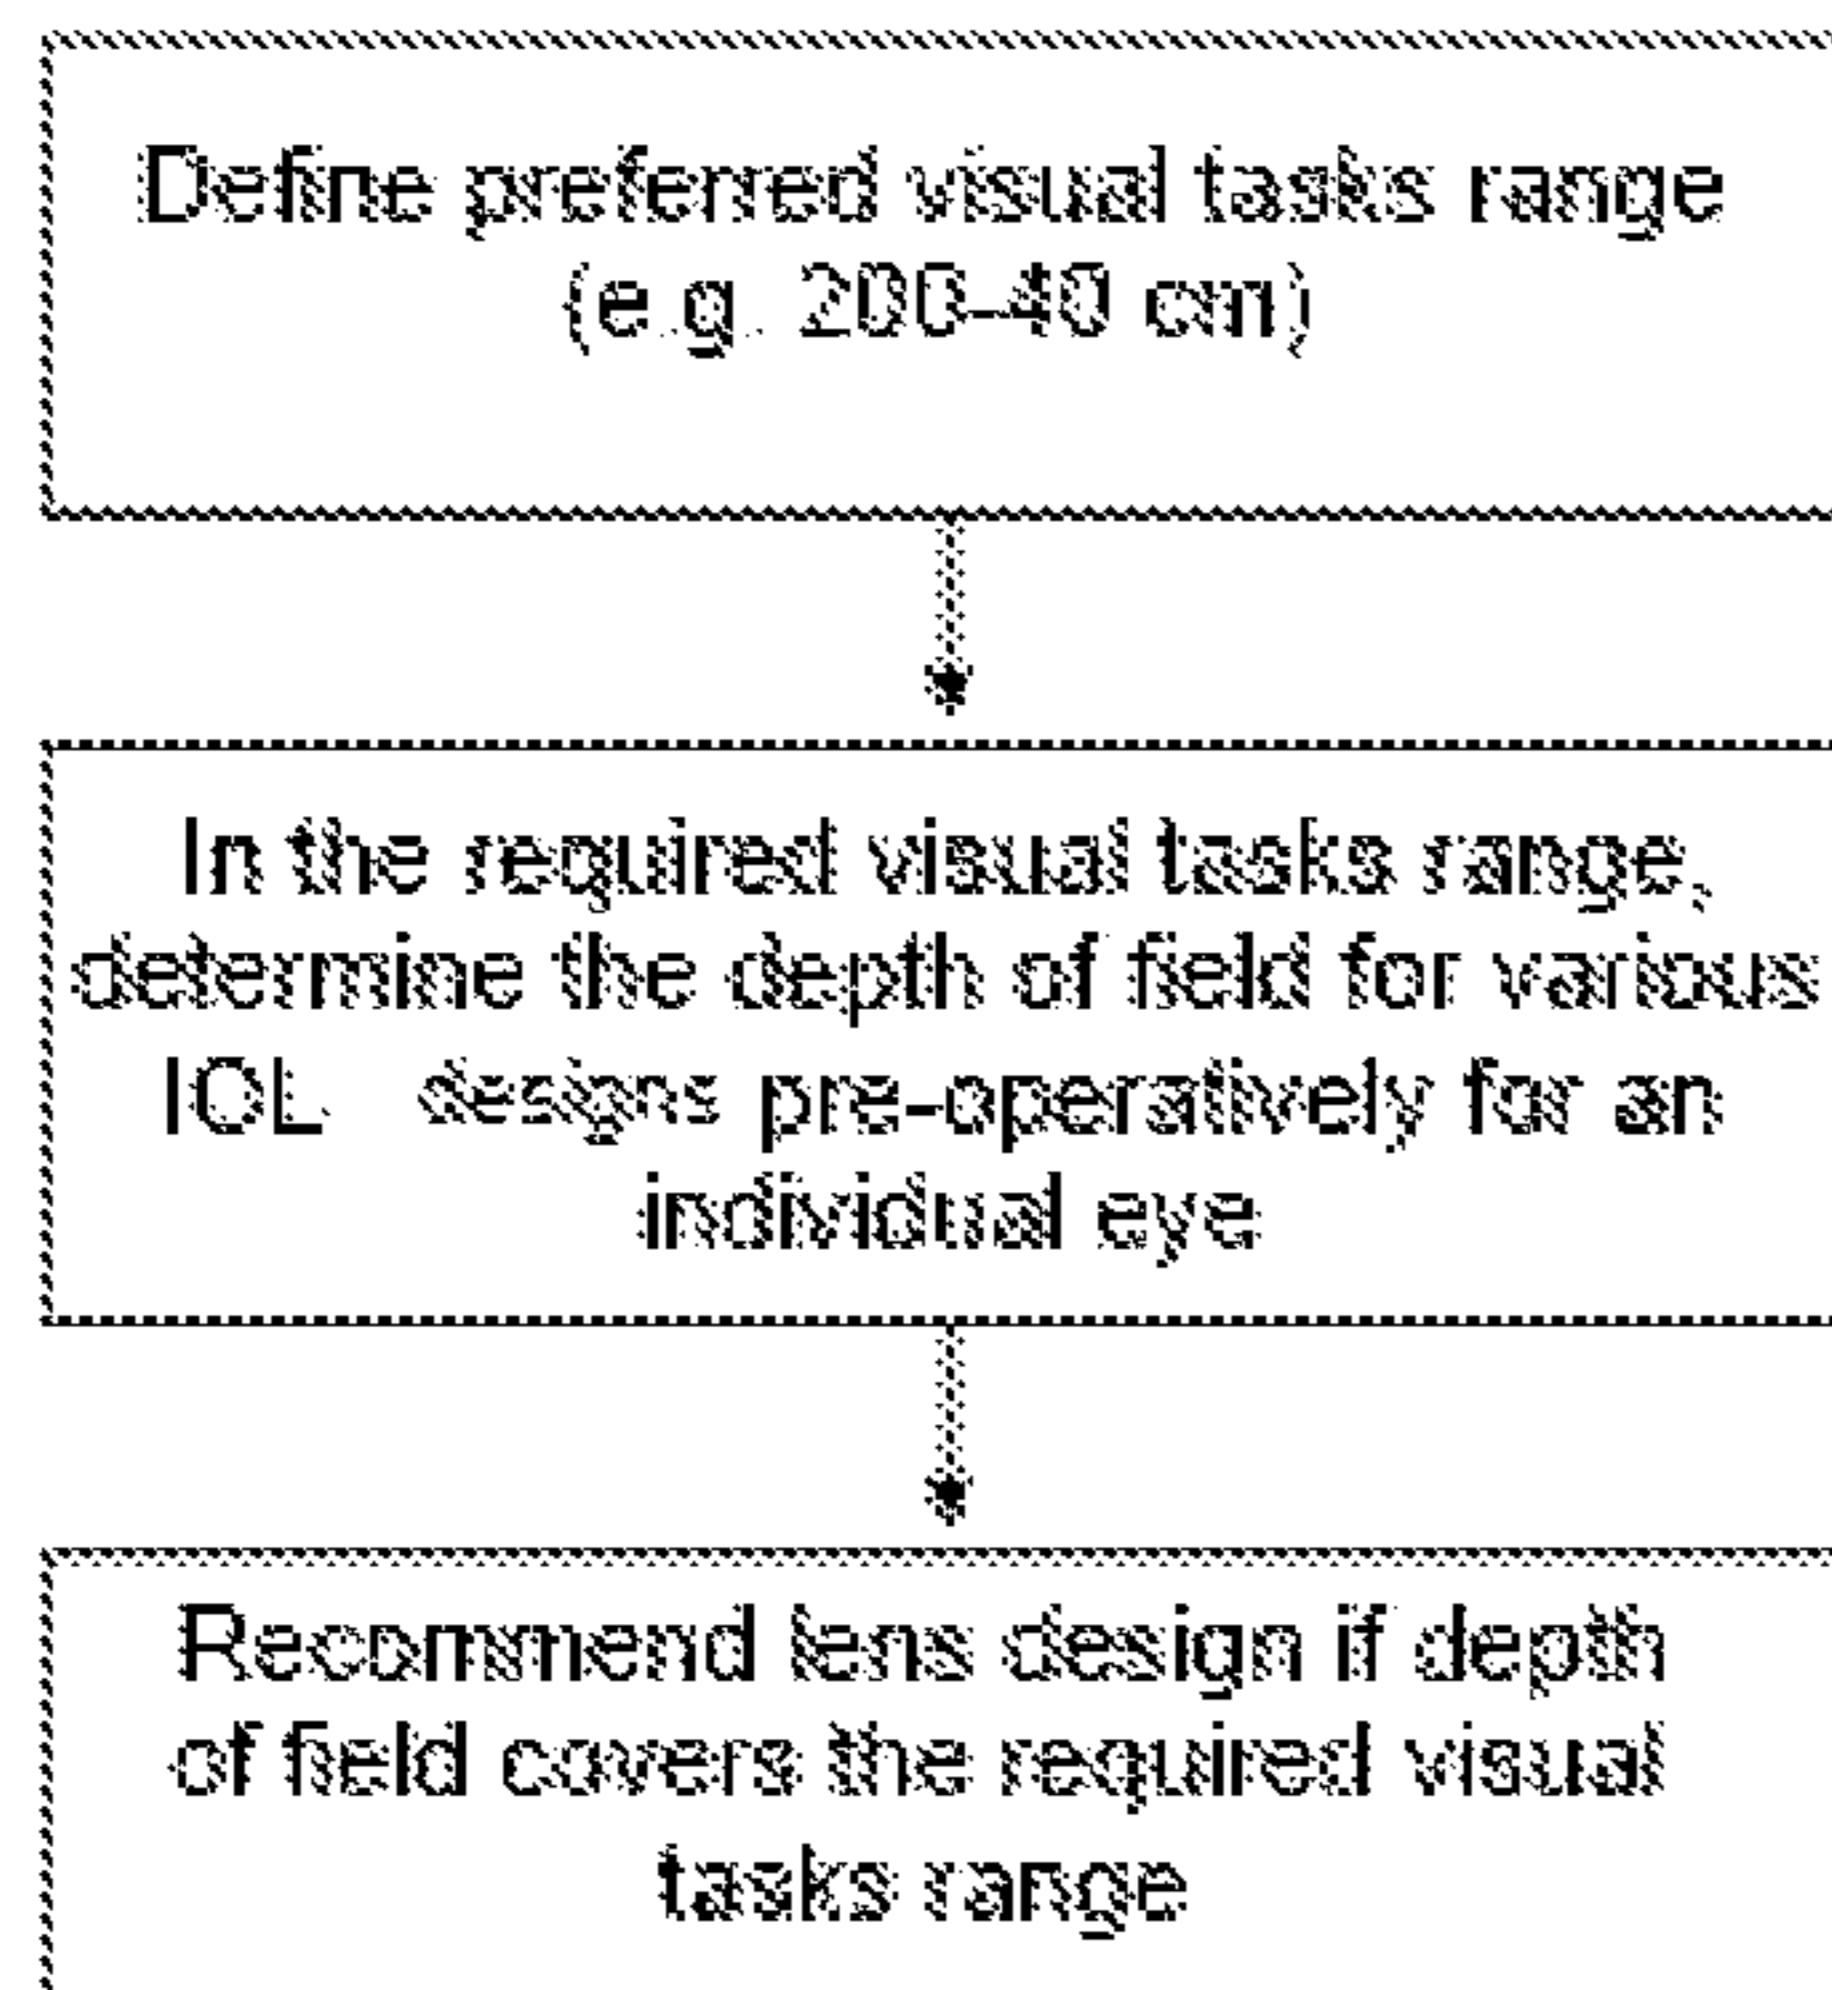 Define preferred visual tasks range
(e.g. 200-40 cm)
In the required visual tasks range,
determine the depth of field for various
IOL designs pre-operatively for an
individual eye
Recommend lens design if depth
of field covers the required visual
tasks range